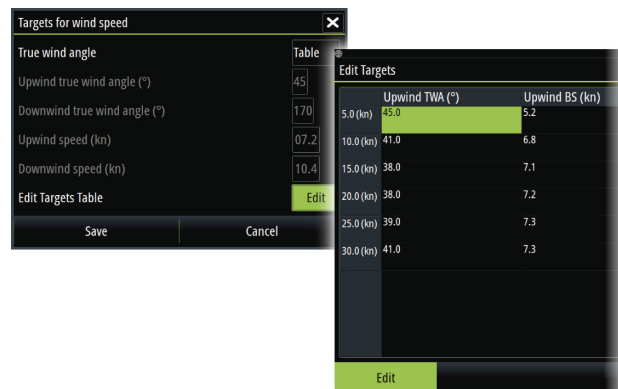 Targets for wind speed
True wind angle Table
Upwind true wind angle (°) 45
Downwind true wind angle (°) 170
Upwind speed (kn) 07.2
Downwind speed (kn) 10.4
Edit Targets Table Edit
Save Cancel
Edit Targets
Upwind TWA (°) Upwind BS (kn)
5.0 (kn) 45.0 5.2
10.0 (kn) 41.0 6.8
15.0 (kn) 38.0 7.1
20.0 (kn) 38.0 7.2
25.0 (kn) 39.0 7.3
30.0 (kn) 41.0 7.3
Edit